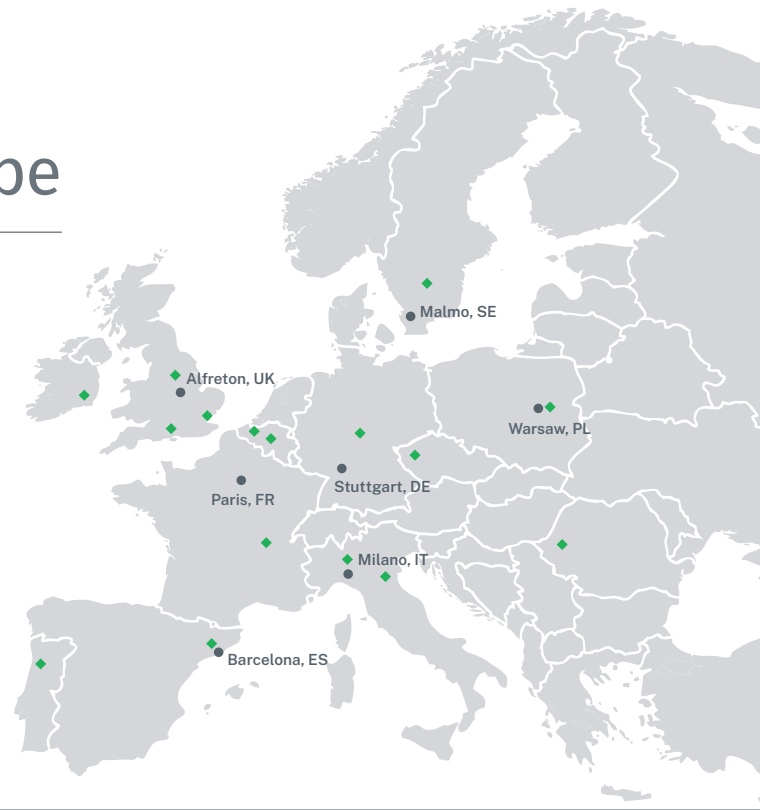 pe
Malmo, SE
Alfreton, UK
Warsaw, PL
Stuttgart, DE
Paris, FR
Milano, IT
Barcelona, ES